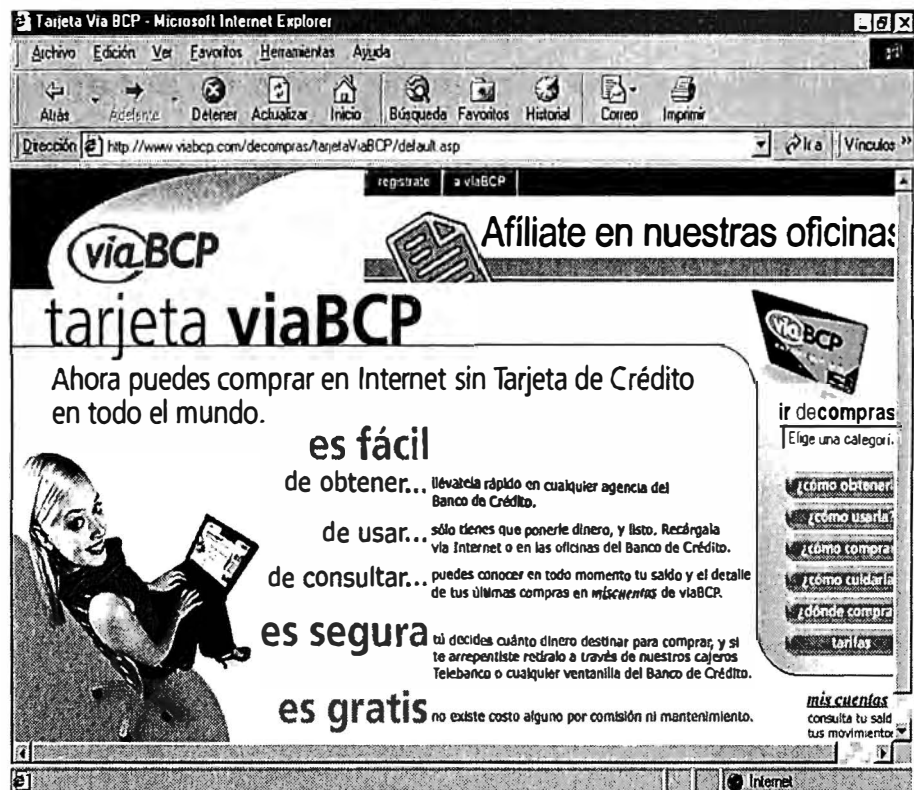 Tarjeta Via BCP - Microsoft Internet Explorer
Archivo Edición Ver Favoritos Herramientas Ayuda
Atrás Adelante Detener Actualizar Inicio Búsqueda Favoritos Historial Correo Imprimir
Dirección http://www.viabcp.com/decompras/tarjetaViaBCP/default.asp Ir a Vínculos »
registrate a viaBCP
Afíliate en nuestras oficinas
viaBCP
tarjeta viaBCP
viaBCP
Ahora puedes comprar en Internet sin Tarjeta de Crédito
en todo el mundo.
es fácil
de obtener... llévatela rápido en cualquier agencia del
Banco de Crédito.
de usar... sólo tienes que ponerle dinero, y listo. Recárgala
via Internet o en las oficinas del Banco de Crédito.
de consultar... puedes conocer en todo momento tu saldo y el detalle
de tus últimas compras en miscuentas de viaBCP.
es segura tú decides cuánto dinero destinar para comprar, y si
te arrepentiste retíralo a través de nuestros cajeros
Telebanco o cualquier ventanilla del Banco de Crédito.
es gratis no existe costo alguno por comisión ni mantenimiento.
ir decompras
Elige una categorí
¿cómo obtener
¿cómo usarla?
¿cómo comprar
¿cómo cuidarla
¿dónde compra
tarifas
mis cuentas
consulta tu sald
tus movimiento
Internet